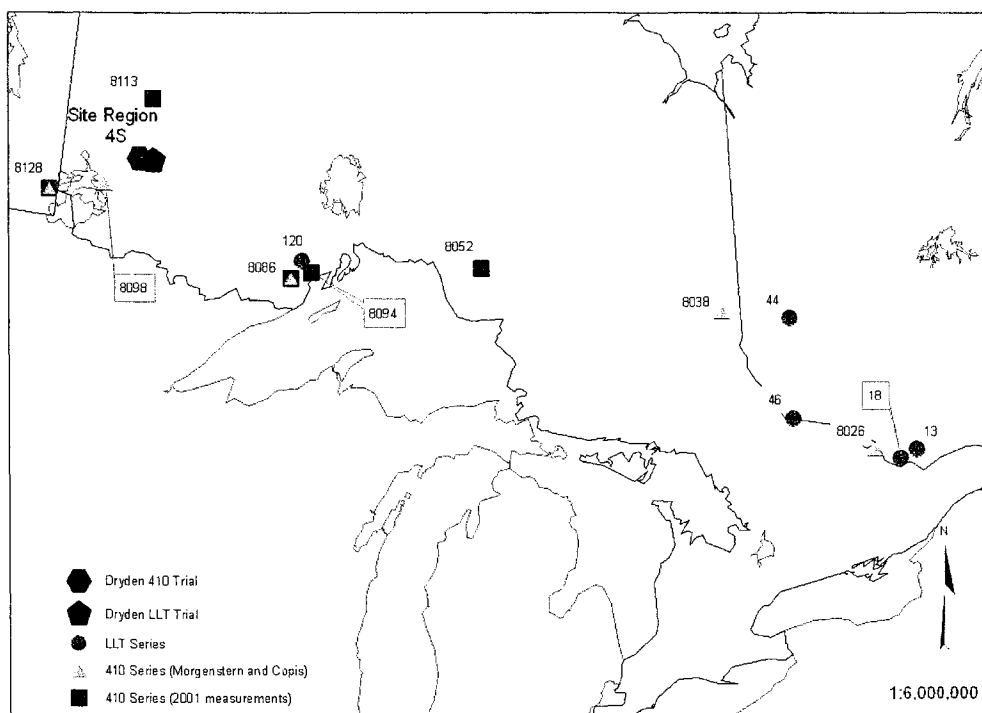 8113
Site Region
4S
8128
8098
120
8086
8094
8052
8038
44
46
18
8026
13
N
Dryden 410 Trial
Dryden LLT Trial
LLT Series
410 Series (Morgenstern and Copis)
410 Series (2001 measurements)
1:6,000,000